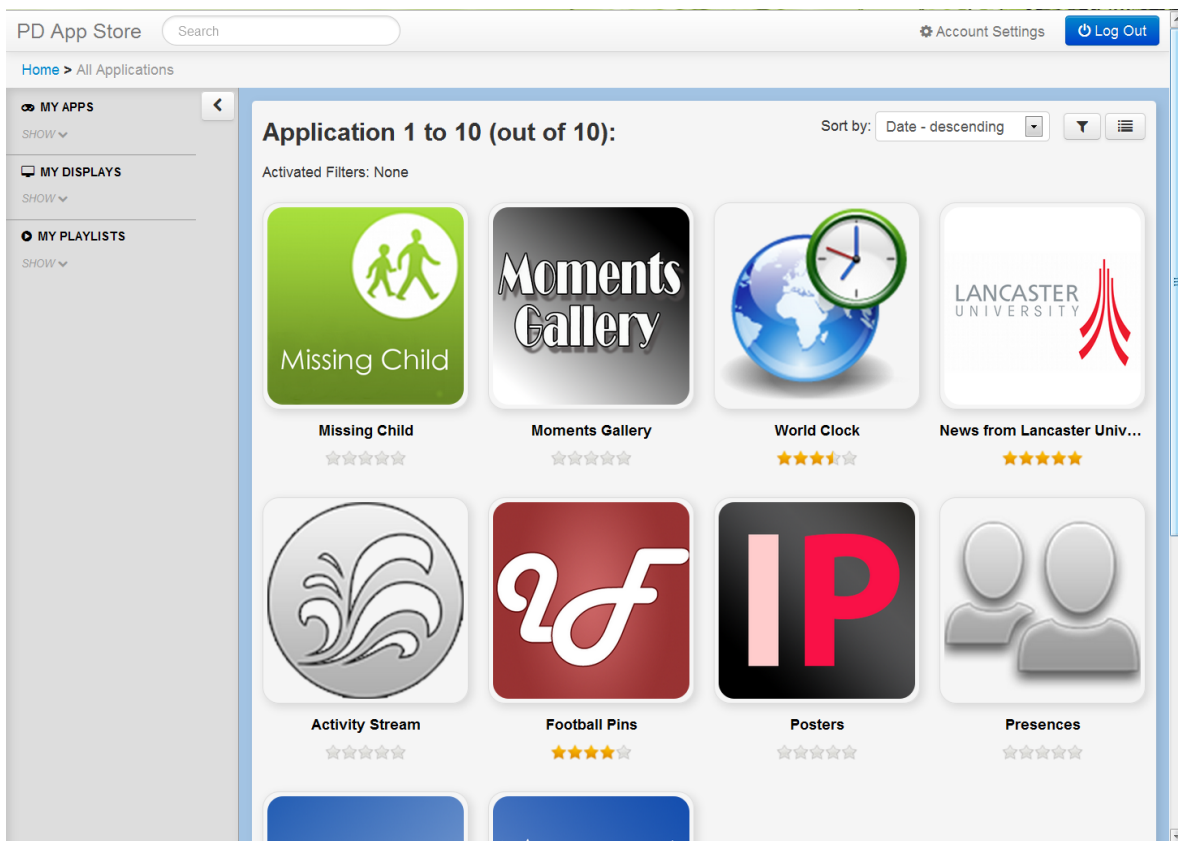 PD App Store Search Account Settings Log Out
Home > All Applications
MY APPS
SHOW
MY DISPLAYS
SHOW
MY PLAYLISTS
SHOW
Application 1 to 10 (out of 10):
Sort by: Date - descending
Activated Filters: None
Missing Child
Moments
Gallery
LANCASTER
UNIVERSITY
Missing Child Moments Gallery World Clock News from Lancaster Univ...
IP
Activity Stream Football Pins Posters Presences